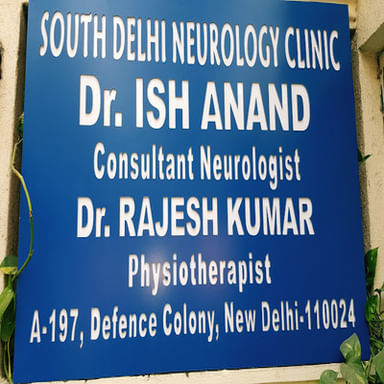 SOUTH DELHI NEUROLOGY CLINIC
Dr. ISH ANAND
Consultant Neurologist
Dr. RAJESH KUMAR
Physiotherapist
A-197, Defence Colony, New Delhi-110024